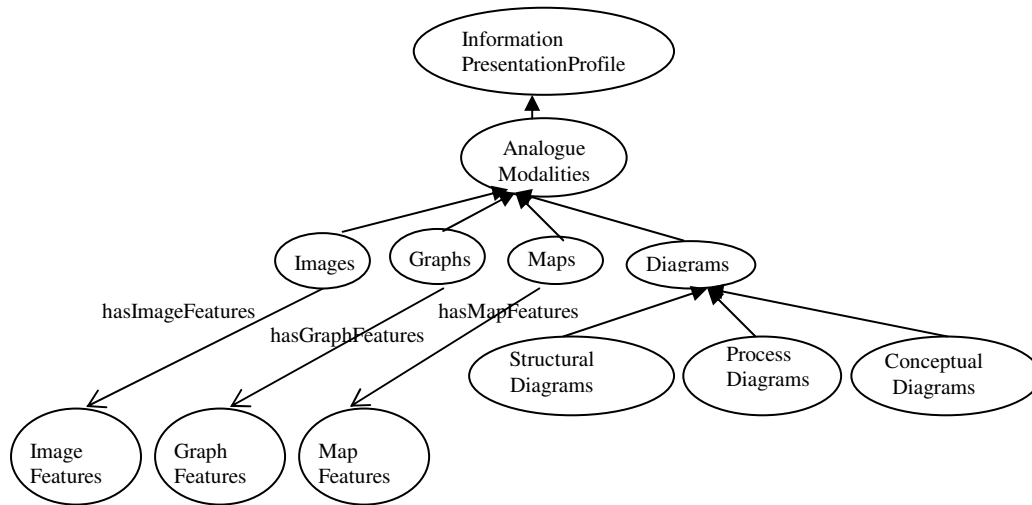 Information
PresentationProfile
Analogue
Modalities
Images
Graphs
Maps
Diagrams
hasImageFeatures
hasGraphFeatures
hasMapFeatures
Structural
Diagrams
Process
Diagrams
Conceptual
Diagrams
Image
Features
Graph
Features
Map
Features